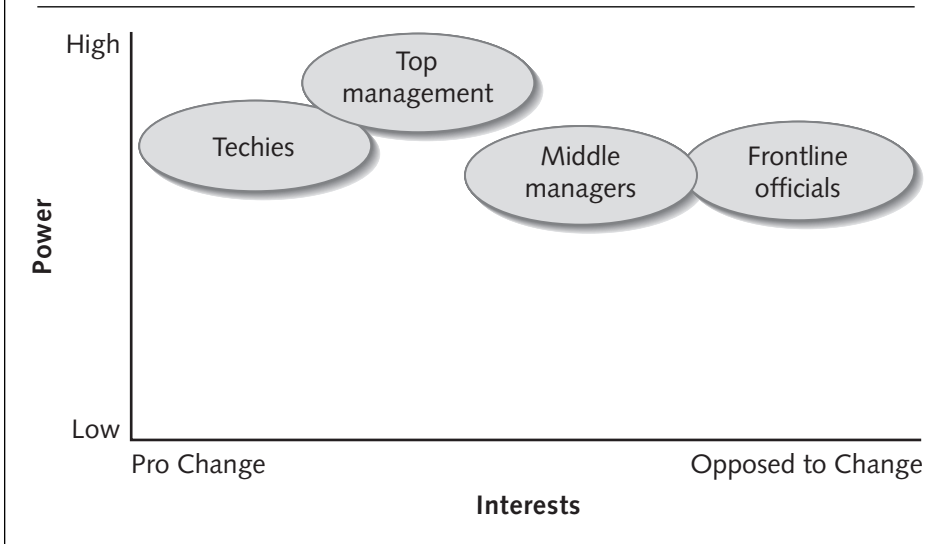 High
Top
management
Techies
Middle
managers
Frontline
officials
Power
Low
Pro Change
Opposed to Change
Interests